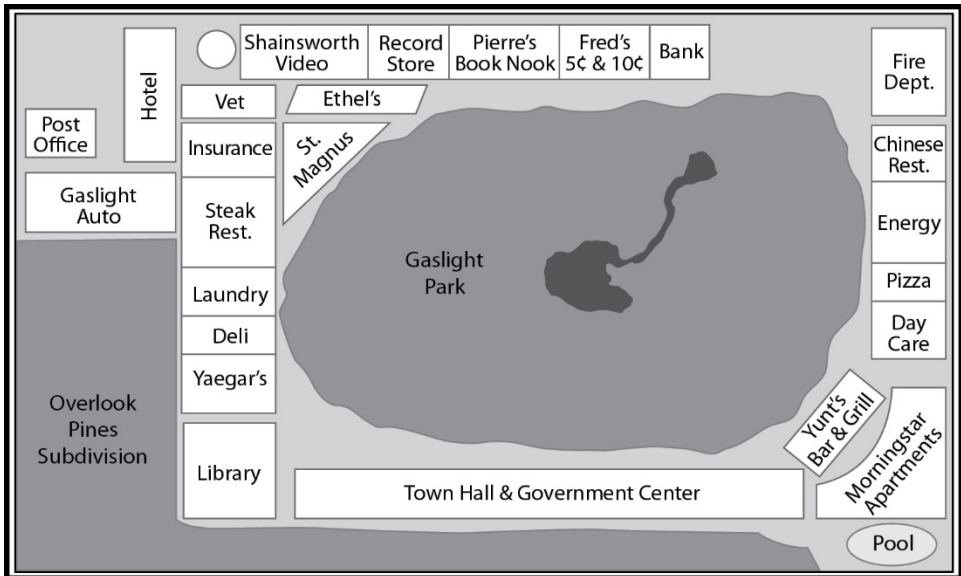 Shainsworth
Video
Record
Store
Pierre's
Book Nook
Fred's
5¢ & 10¢
Bank
Fire
Dept.
Hotel
Vet
Ethel's
Post
Office
Insurance
St.
Magnus
Chinese
Rest.
Gaslight
Auto
Steak
Rest.
Energy
Gaslight
Park
Laundry
Pizza
Deli
Day
Care
Yaegar's
Overlook
Pines
Subdivision
Yunt's
Bar & Grill
Morningstar
Apartments
Library
Town Hall & Government Center
Pool